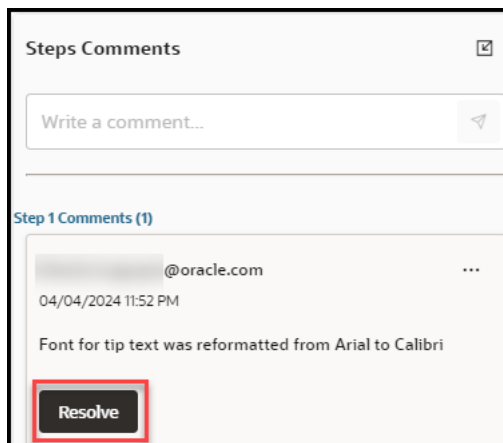 Steps Comments
Write a comment...
Step 1 Comments (1)
@oracle.com
...
04/04/2024 11:52 PM
Font for tip text was reformatted from Arial to Calibri
Resolve